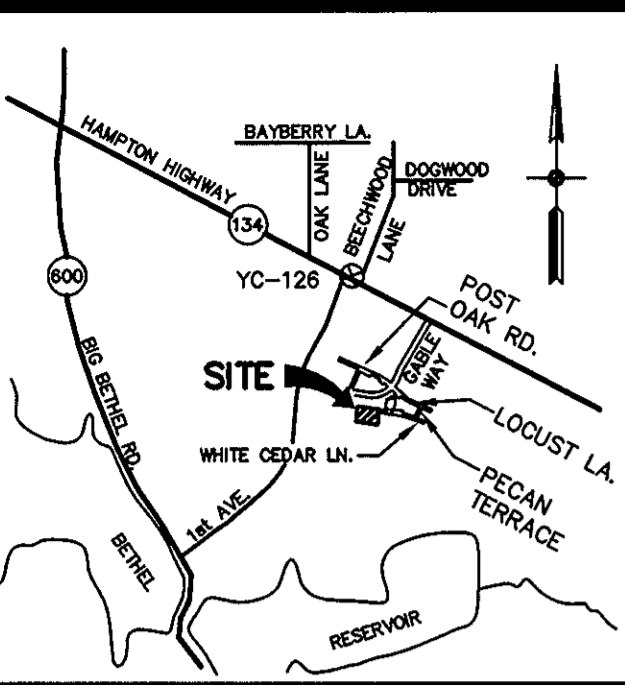 BAYBERRY LA.
HAMPTON HIGHWAY
134
OAK LANE
BEECHWOOD
LANE
DOGWOOD
DRIVE
600
YC-126
POST
OAK RD.
GABLE
WAY
SITE
BIG BETHEL RD.
WHITE CEDAR LN.
LOCUST LA.
PECAN
TERRACE
1st AVE.
BETHEL
RESERVOIR